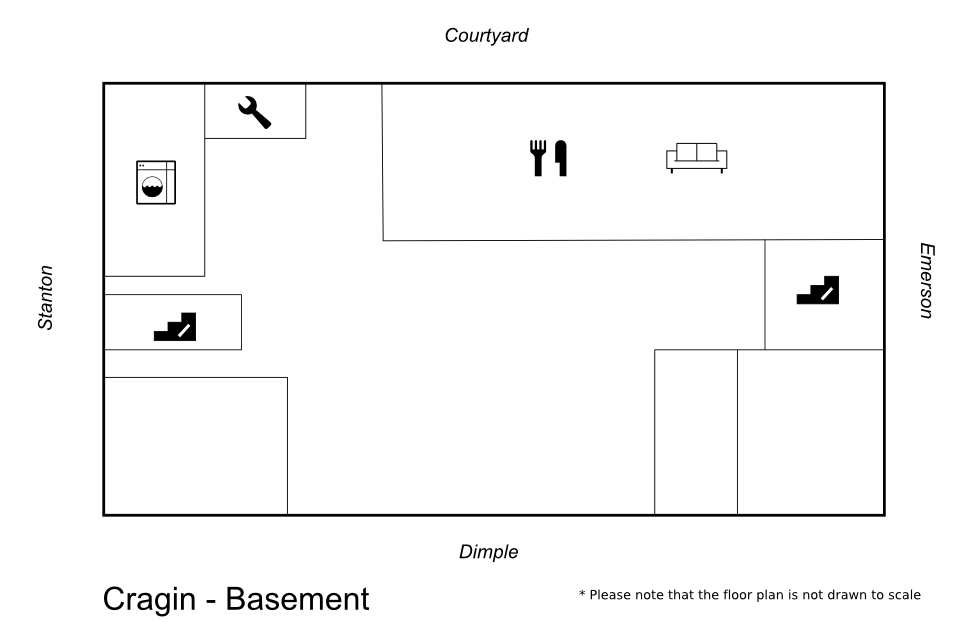 Courtyard
Stanton
Emerson
Dimple
Cragin - Basement
* Please note that the floor plan is not drawn to scale